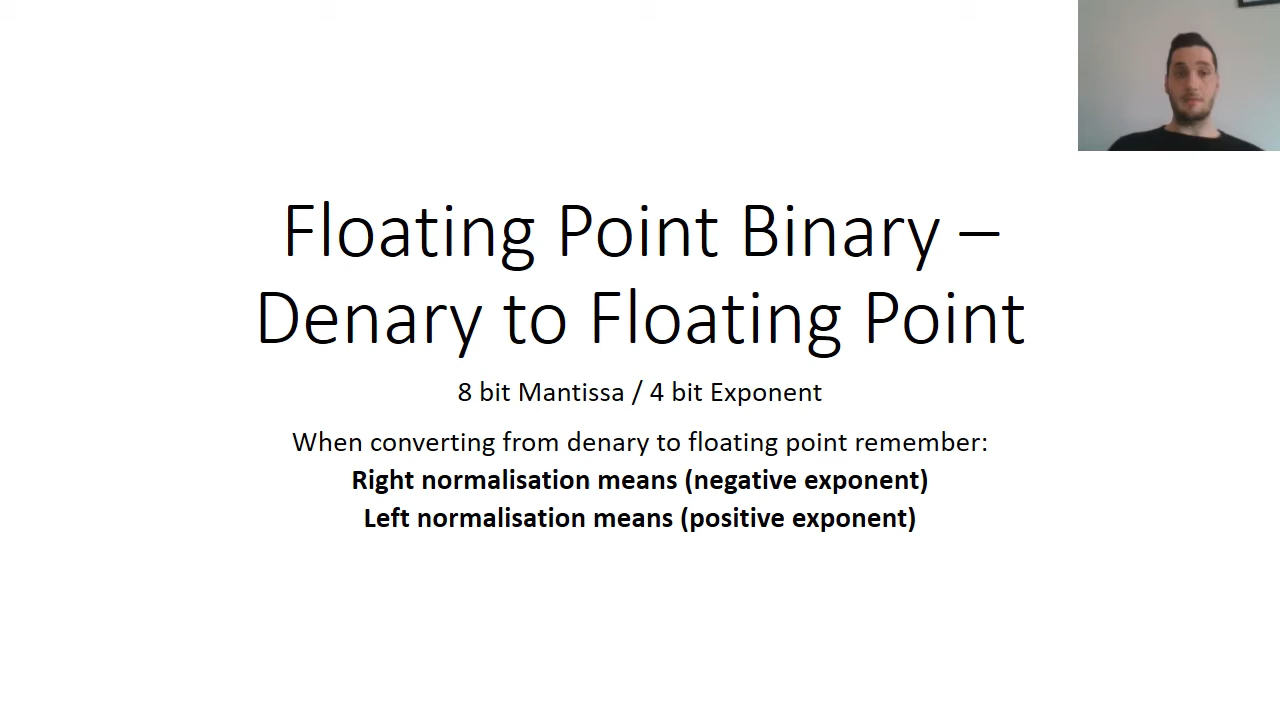 Floating Point Binary –
Denary to Floating Point
8 bit Mantissa / 4 bit Exponent
When converting from denary to floating point remember:
Right normalisation means (negative exponent)
Left normalisation means (positive exponent)